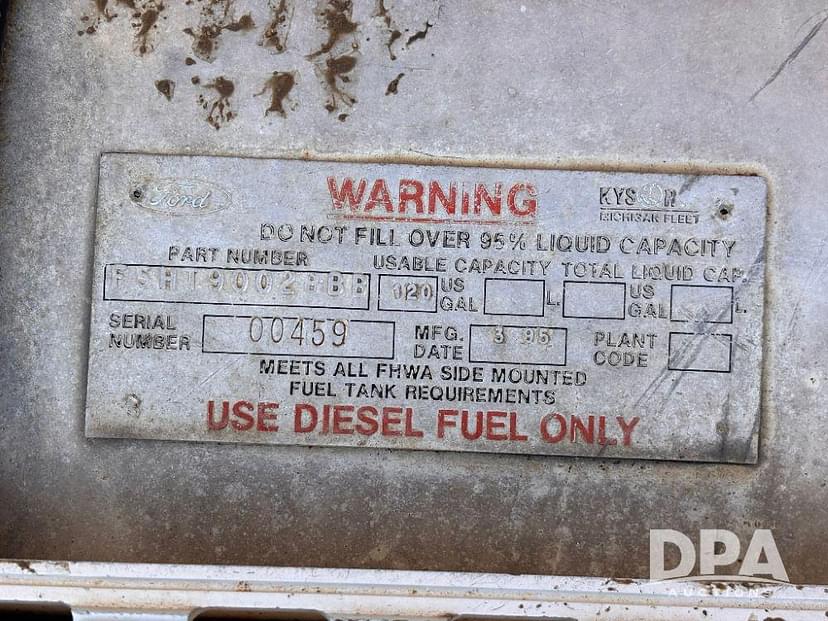 Ford WARNING KYSOR
MICHIGAN FLEET
DO NOT FILL OVER 95% LIQUID CAPACITY
PART NUMBER USABLE CAPACITY TOTAL LIQUID CAP.
120 US GAL L. US GAL L.
SERIAL NUMBER 00459 MFG. DATE 3 95 PLANT CODE
MEETS ALL FHWA SIDE MOUNTED
FUEL TANK REQUIREMENTS
USE DIESEL FUEL ONLY
DPA
AUCTIONS